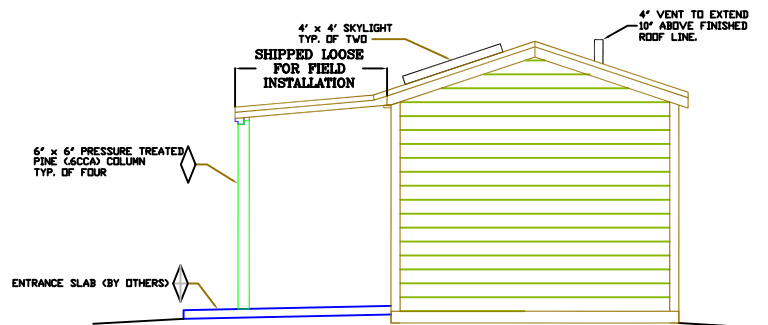 4' x 4' SKYLIGHT
TYP. OF TWO
4" VENT TO EXTEND
10" ABOVE FINISHED
ROOF LINE.
SHIPPED LOOSE
FOR FIELD
INSTALLATION
6" x 6" PRESSURE TREATED
PINE (.6CCA) COLUMN
TYP. OF FOUR
ENTRANCE SLAB (BY OTHERS)